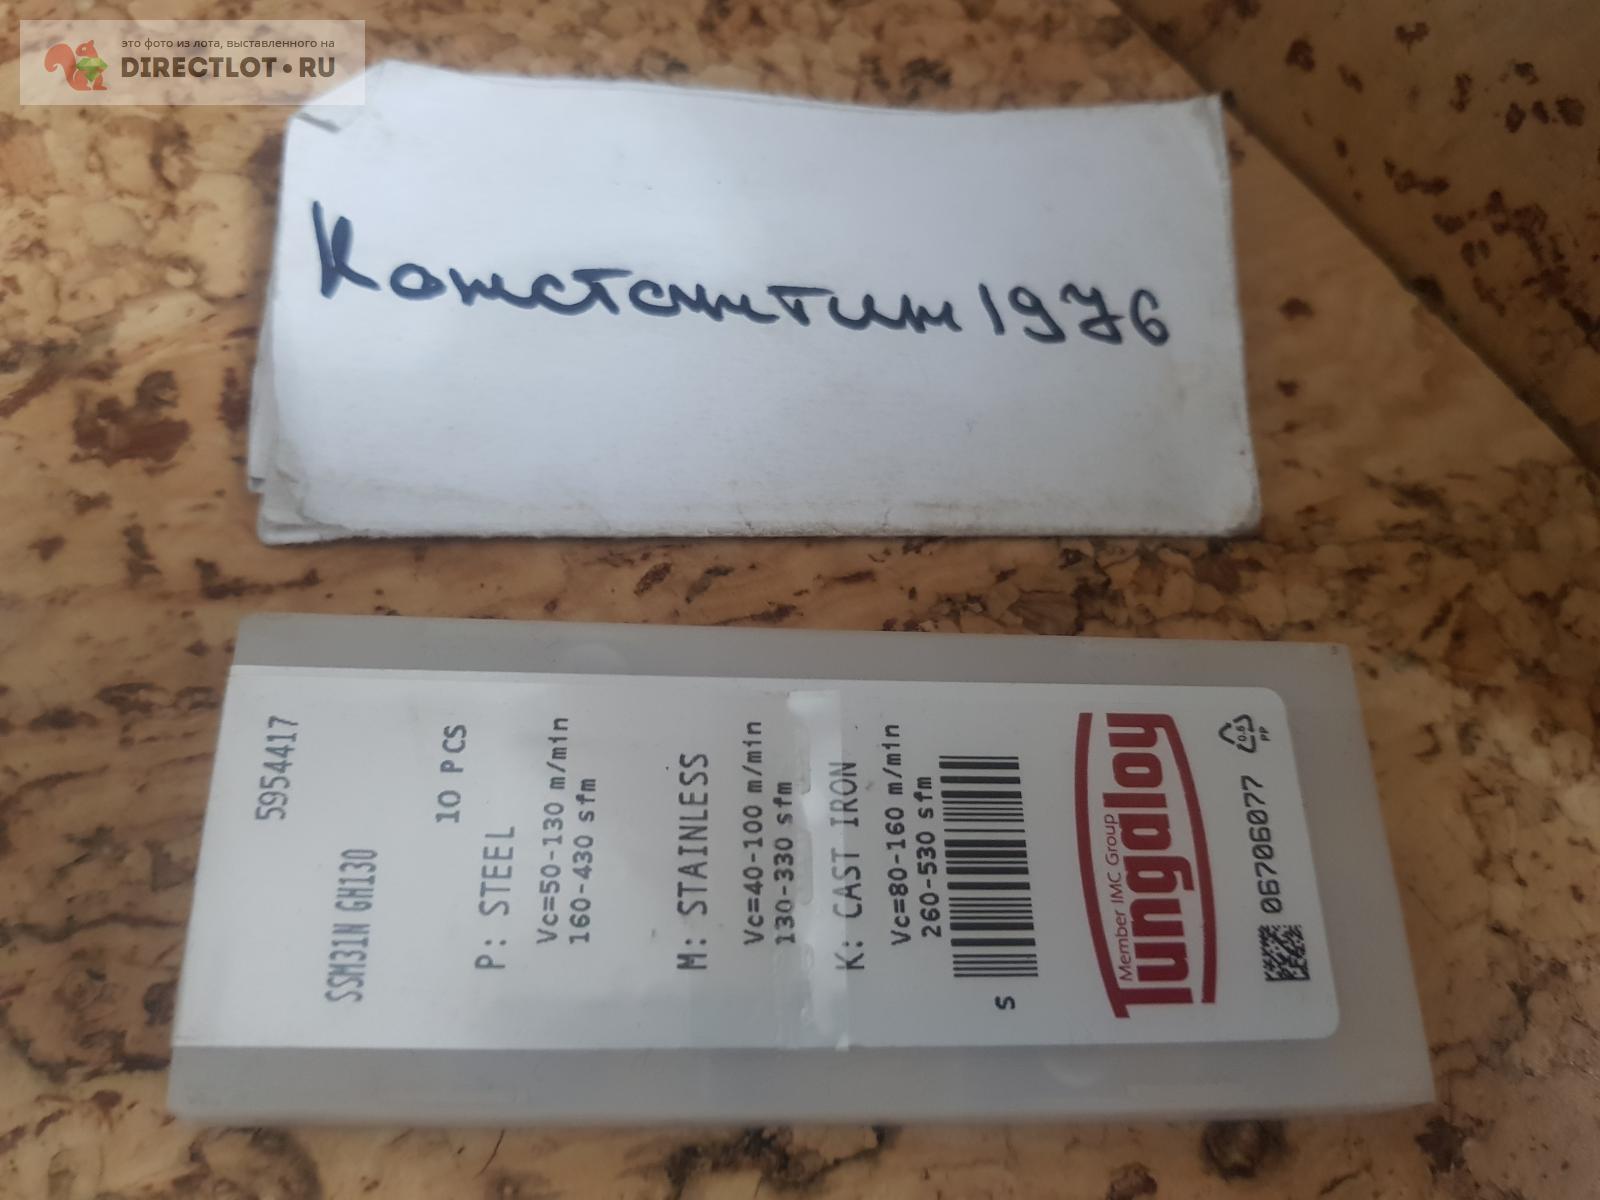 это фото из лота, выставленного на
DIRECTLOT•RU
Константин1976
5954417
SSM31N GH130
10 PCS
P: STEEL
Vc=50-130 m/min
160-430 sfm
M: STAINLESS
Vc=40-100 m/min
130-330 sfm
K: CAST IRON
Vc=80-160 m/min
260-530 sfm
S
Member IMC Group
Tungaloy
06706077
PP